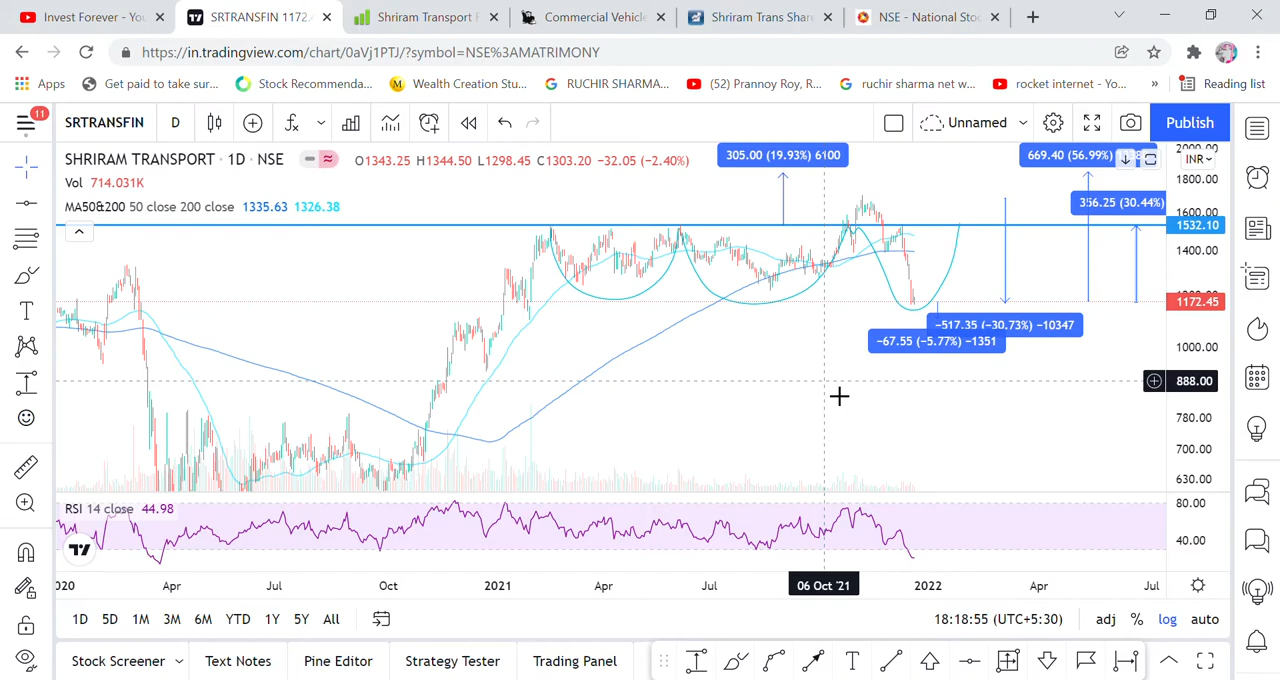 Invest Forever - You
SRTRANSFIN 1172.4
Shriram Transport F
Commercial Vehicle
Shriram Trans Share
NSE - National Stoc
https://in.tradingview.com/chart/0aVj1PTJ/?symbol=NSE%3AMATRIMONY
Apps
Get paid to take sur...
Stock Recommenda...
M
Wealth Creation Stu...
RUCHIR SHARMA...
(52) Prannoy Roy, R...
ruchir sharma net w...
rocket internet - Yo...
»
Reading list
11
SRTRANSFIN
D
Unnamed
Publish
SHRIRAM TRANSPORT · 1D · NSE
O1343.25 H1344.50 L1298.45 C1303.20 −32.05 (−2.40%)
Vol 714.031K
MA50&200 50 close 200 close 1335.63 1326.38
305.00 (19.93%) 6100
669.40 (56.99%)
356.25 (30.44%)
−517.35 (−30.73%) −10347
−67.55 (−5.77%) −1351
INR
2000.00
1800.00
1600.00
1532.10
1400.00
1172.45
1000.00
888.00
780.00
700.00
630.00
RSI 14 close 44.98
80.00
40.00
2020
Apr
Jul
Oct
2021
Apr
Jul
06 Oct '21
2022
Apr
Jul
1D 5D 1M 3M 6M YTD 1Y 5Y All
18:18:55 (UTC+5:30)
adj % log auto
Stock Screener
Text Notes
Pine Editor
Strategy Tester
Trading Panel